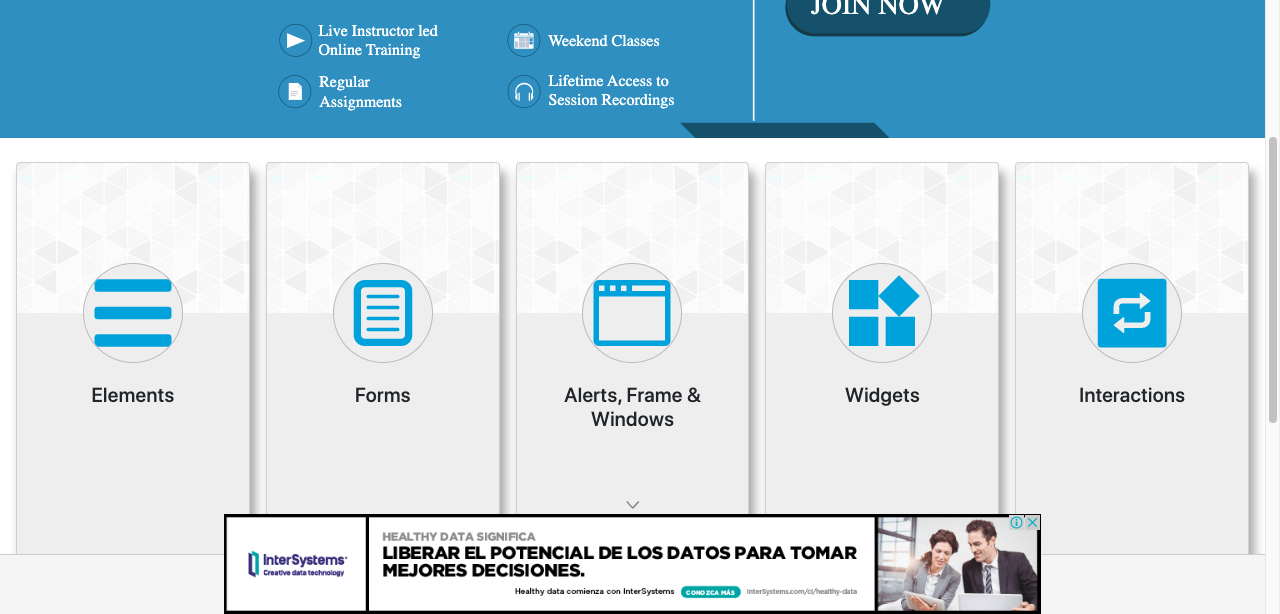 JOIN NOW
Live Instructor led
Online Training
Weekend Classes
Regular
Assignments
Lifetime Access to
Session Recordings
Elements
Forms
Alerts, Frame &
Windows
Widgets
Interactions
InterSystems
Creative data technology
HEALTHY DATA SIGNIFICA
LIBERAR EL POTENCIAL DE LOS DATOS PARA TOMAR
MEJORES DECISIONES.
Healthy data comienza con InterSystems CONOZCA MÁS InterSystems.com/cl/healthy-data